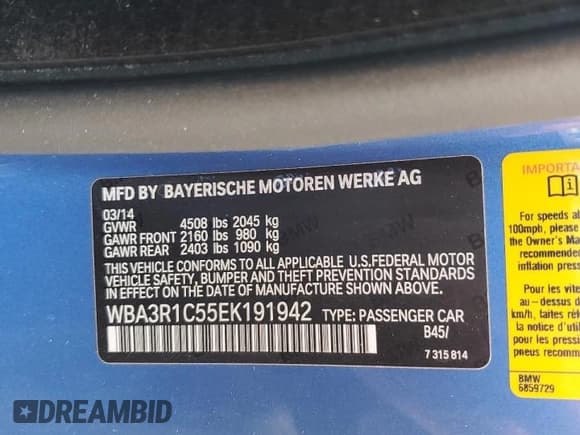 MFD BY BAYERISCHE MOTOREN WERKE AG
03/14
GVWR 4508 lbs 2045 kg
GAWR FRONT 2160 lbs 980 kg
GAWR REAR 2403 lbs 1090 kg
THIS VEHICLE CONFORMS TO ALL APPLICABLE U.S.FEDERAL MOTOR
VEHICLE SAFETY, BUMPER AND THEFT PREVENTION STANDARDS
IN EFFECT ON THE DATE OF MANUFACTURE SHOWN ABOVE.
WBA3R1C55EK191942 TYPE: PASSENGER CAR
B45/
7 315 814
IMPORTA
For speeds a
100mph, inf
the Owner's Ma
recommended
inflation press
Pour les vite
au - dessus d
km/h, laites
la notice d'util
pour les press
pneus recomm
BMW
6859729
DREAMBID